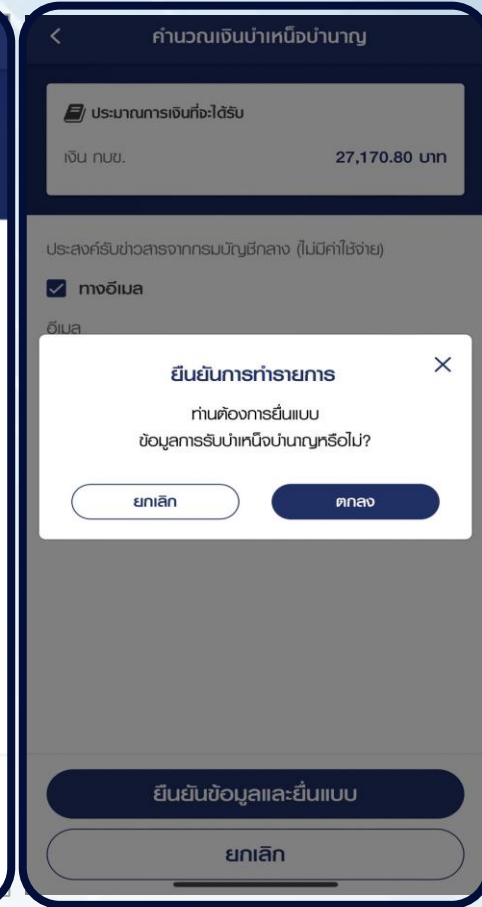 คำนวณเงินบำเหน็จบำนาญ
ประมาณการเงินที่จะได้รับ
เงิน กบข. 27,170.80 บาท
ประสงค์รับข่าวสารจากกรมบัญชีกลาง (ไม่มีค่าใช้จ่าย)
ทางอีเมล
อีเมล
ยืนยันการทำรายการ
ท่านต้องการยื่นแบบ
ข้อมูลการรับบำเหน็จบำนาญหรือไม่?
ยกเลิก ตกลง
ยืนยันข้อมูลและยื่นแบบ
ยกเลิก